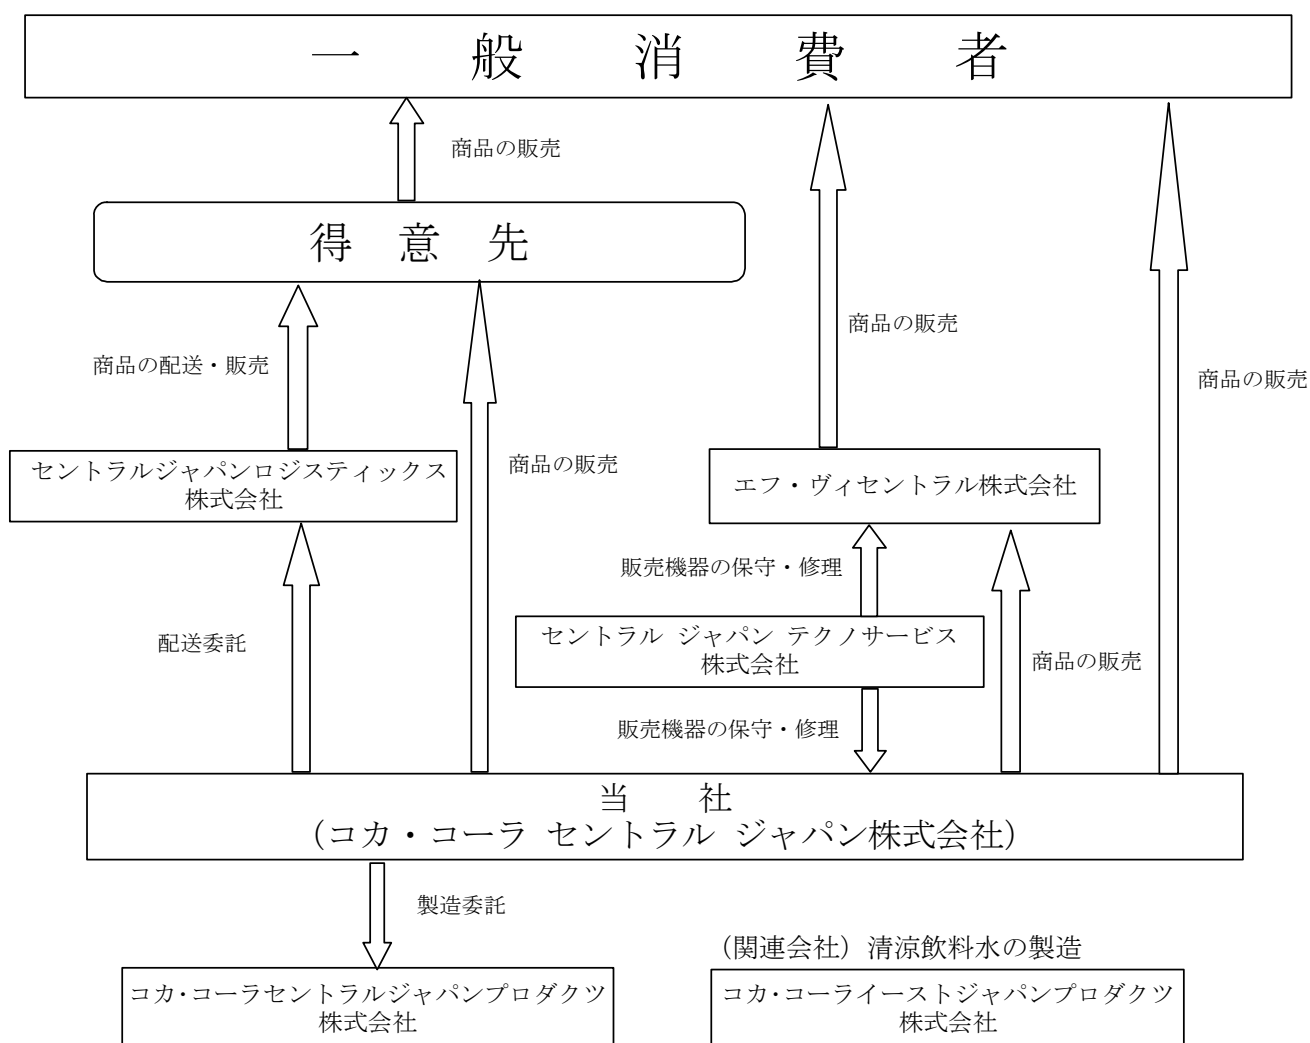 一般消費者
商品の販売
得意先
商品の販売
商品の配送・販売
商品の販売
セントラルジャパンロジスティックス
株式会社
商品の販売
エフ・ヴィセントラル株式会社
販売機器の保守・修理
配送委託
セントラル ジャパン テクノサービス
株式会社
商品の販売
販売機器の保守・修理
当社
(コカ・コーラ セントラル ジャパン株式会社)
製造委託
(関連会社)清涼飲料水の製造
コカ・コーラセントラルジャパンプロダクツ
株式会社
コカ・コーライーストジャパンプロダクツ
株式会社